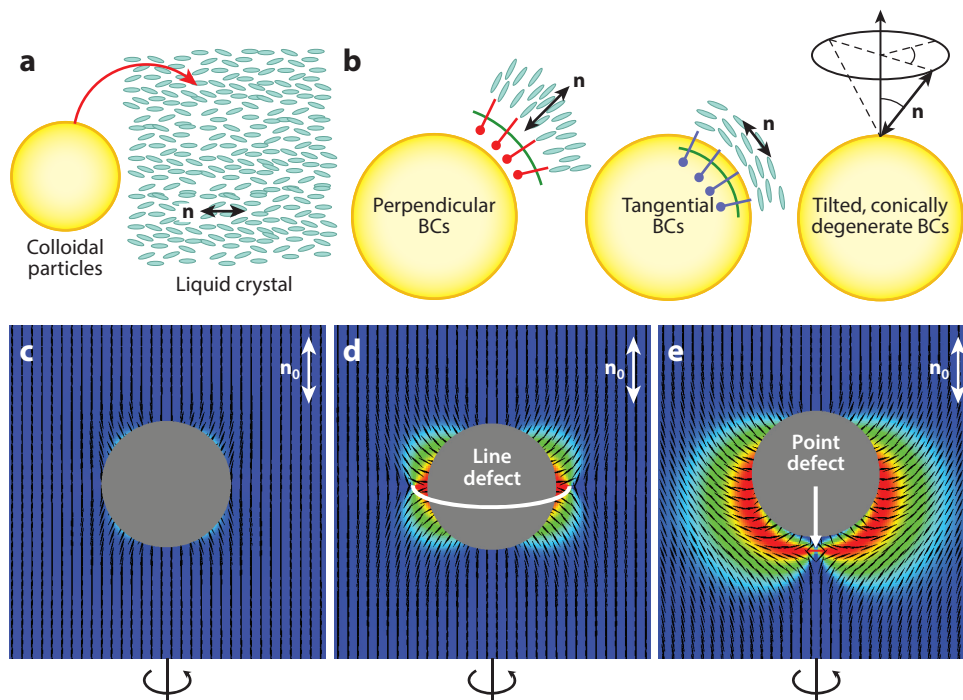 a
n
Colloidal
particles
Liquid crystal
b
n
Perpendicular
BCs
n
Tangential
BCs
n
Tilted, conically
degenerate BCs
c
n0
d
n0
Line
defect
e
n0
Point
defect